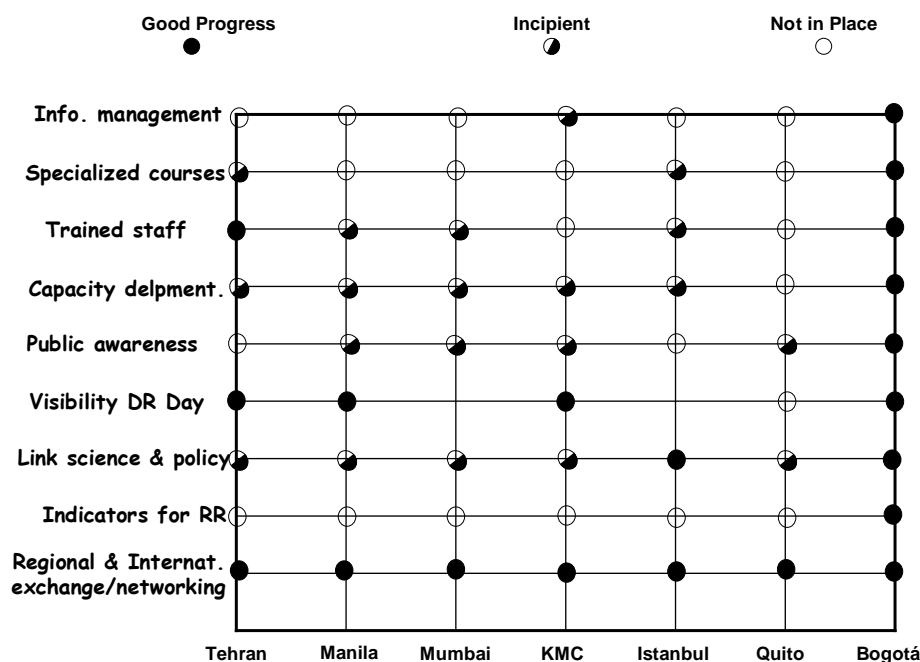 Good Progress
Incipient
Not in Place
Info. management
Specialized courses
Trained staff
Capacity delpment.
Public awareness
Visibility DR Day
Link science & policy
Indicators for RR
Regional & Internat.
exchange/networking
Tehran
Manila
Mumbai
KMC
Istanbul
Quito
Bogotá